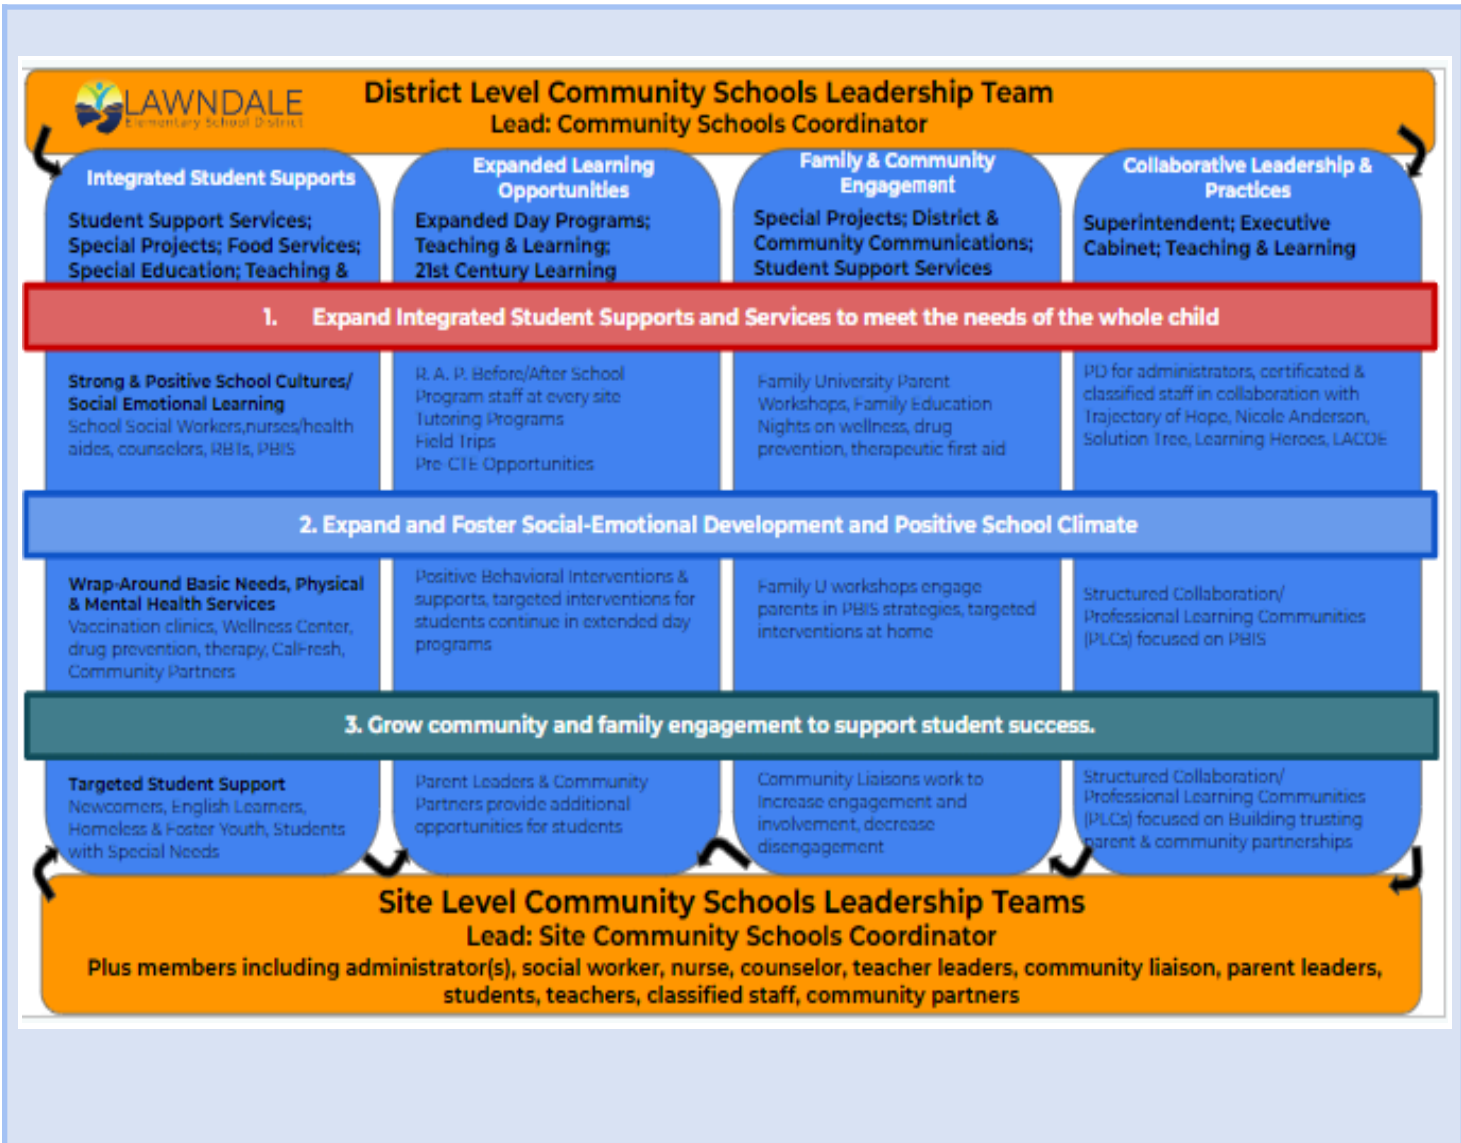 LAWNDALE
Elementary School District
District Level Community Schools Leadership Team
Lead: Community Schools Coordinator
Integrated Student Supports
Student Support Services;
Special Projects; Food Services;
Special Education; Teaching &
Expanded Learning
Opportunities
Expanded Day Programs;
Teaching & Learning;
21st Century Learning
Family & Community
Engagement
Special Projects; District &
Community Communications;
Student Support Services
Collaborative Leadership &
Practices
Superintendent; Executive
Cabinet; Teaching & Learning
1. Expand Integrated Student Supports and Services to meet the needs of the whole child
Strong & Positive School Cultures/
Social Emotional Learning
School Social Workers,nurses/health
aides, counselors, RBTs, PBIS
R. A. P. Before/After School
Program staff at every site
Tutoring Programs
Field Trips
Pre-CTE Opportunities
Family University Parent
Workshops, Family Education
Nights on wellness, drug
prevention, therapeutic first aid
PD for administrators, certificated &
classified staff in collaboration with
Trajectory of Hope, Nicole Anderson,
Solution Tree, Learning Heroes, LACOE
2. Expand and Foster Social-Emotional Development and Positive School Climate
Wrap-Around Basic Needs, Physical
& Mental Health Services
Vaccination clinics, Wellness Center,
drug prevention, therapy, CalFresh,
Community Partners
Positive Behavioral Interventions &
supports, targeted interventions for
students continue in extended day
programs
Family U workshops engage
parents in PBIS strategies, targeted
interventions at home
Structured Collaboration/
Professional Learning Communities
(PLCs) focused on PBIS
3. Grow community and family engagement to support student success.
Targeted Student Support
Newcomers, English Learners,
Homeless & Foster Youth, Students
with Special Needs
Parent Leaders & Community
Partners provide additional
opportunities for students
Community Liaisons work to
Increase engagement and
involvement, decrease
disengagement
Structured Collaboration/
Professional Learning Communities
(PLCs) focused on Building trusting
parent & community partnerships
Site Level Community Schools Leadership Teams
Lead: Site Community Schools Coordinator
Plus members including administrator(s), social worker, nurse, counselor, teacher leaders, community liaison, parent leaders,
students, teachers, classified staff, community partners